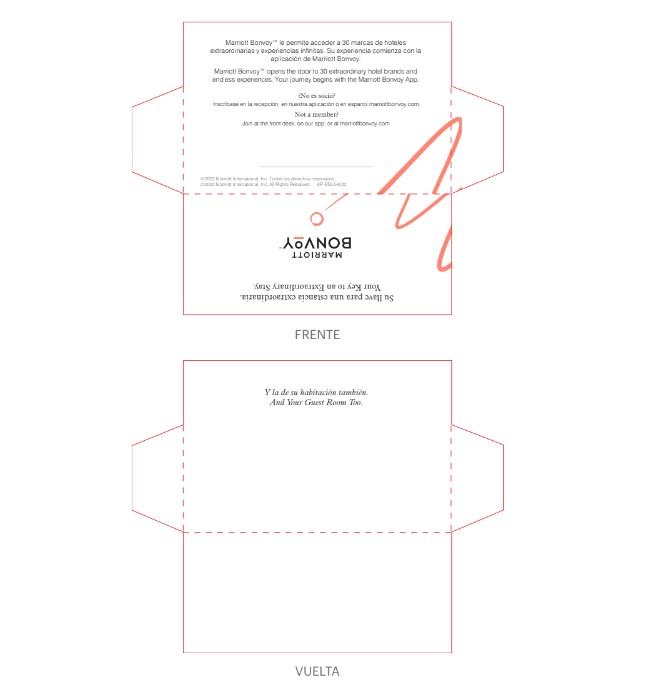 Marriott Bonvoy™ le permite acceder a 30 marcas de hoteles
extraordinarias y experiencias infinitas. Su experiencia comienza con la
aplicación de Marriott Bonvoy.
Marriott Bonvoy™ opens the door to 30 extraordinary hotel brands and
endless experiences. Your journey begins with the Marriott Bonvoy App.
¿No es socio?
Inscríbase en la recepción, en nuestra aplicación o en espanol.marriottbonvoy.com.
Not a member?
Join at the front desk, on our app, or at marriottbonvoy.com
©2022 Marriott International, Inc. Todos los derechos reservados.
©2022 Marriott International, Inc. All Rights Reserved.
MARRIOTT
BONVOY™
Su llave para una estancia extraordinaria.
Your Key to an Extraordinary Stay.
FRENTE
Y la de su habitación también.
And Your Guest Room Too.
VUELTA